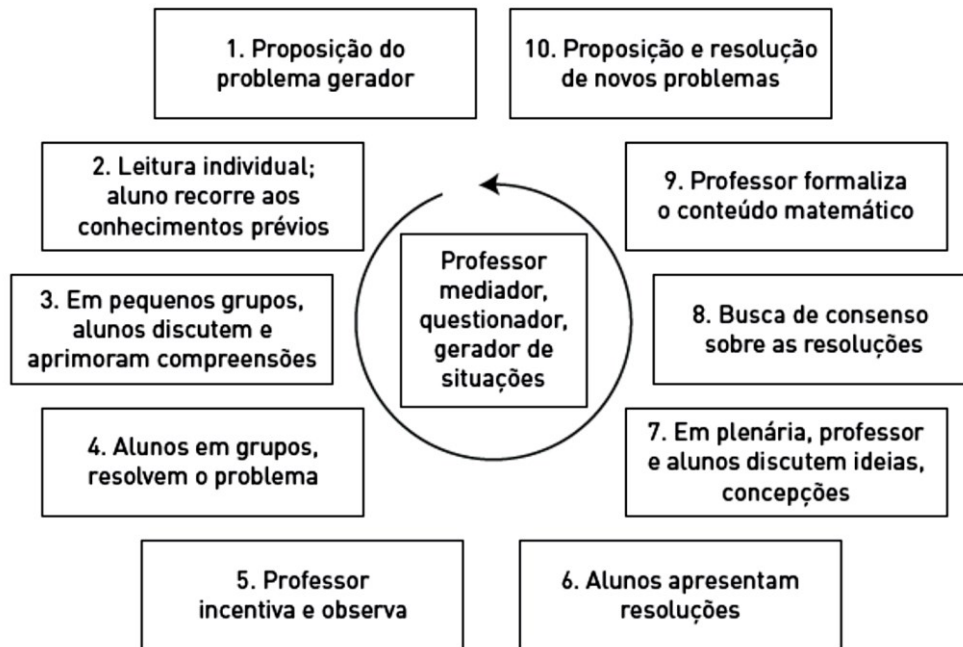 1. Proposição do
problema gerador
2. Leitura individual;
aluno recorre aos
conhecimentos prévios
3. Em pequenos grupos,
alunos discutem e
aprimoram compreensões
4. Alunos em grupos,
resolvem o problema
5. Professor
incentiva e observa
6. Alunos apresentam
resoluções
7. Em plenária, professor
e alunos discutem ideias,
concepções
8. Busca de consenso
sobre as resoluções
9. Professor formaliza
o conteúdo matemático
10. Proposição e resolução
de novos problemas
Professor
mediador,
questionador,
gerador de
situações